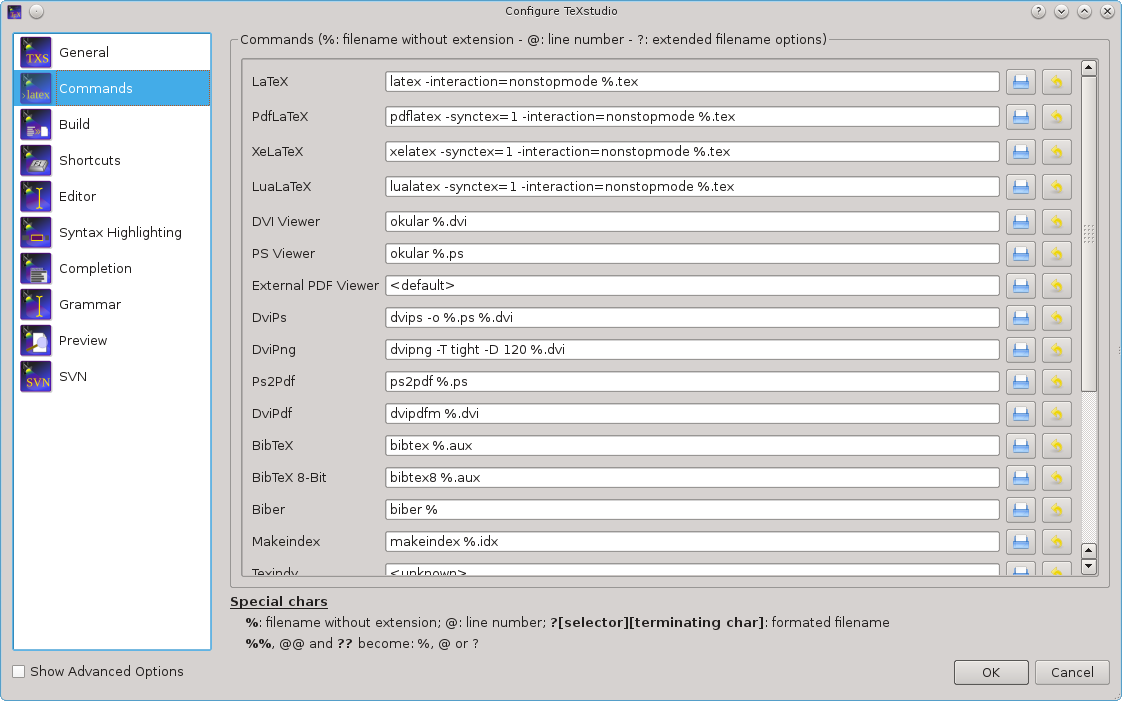 Configure TeXstudio
General
Commands
Build
Shortcuts
Editor
Syntax Highlighting
Completion
Grammar
Preview
SVN
Commands (%: filename without extension - @: line number - ?: extended filename options)
LaTeX latex -interaction=nonstopmode %.tex
PdfLaTeX pdflatex -synctex=1 -interaction=nonstopmode %.tex
XeLaTeX xelatex -synctex=1 -interaction=nonstopmode %.tex
LuaLaTeX lualatex -synctex=1 -interaction=nonstopmode %.tex
DVI Viewer okular %.dvi
PS Viewer okular %.ps
External PDF Viewer <default>
DviPs dvips -o %.ps %.dvi
DviPng dvipng -T tight -D 120 %.dvi
Ps2Pdf ps2pdf %.ps
DviPdf dvipdfm %.dvi
BibTeX bibtex %.aux
BibTeX 8-Bit bibtex8 %.aux
Biber biber %
Makeindex makeindex %.idx
Texindy <unknown>
Special chars
%: filename without extension; @: line number; ?[selector][terminating char]: formated filename
%%, @@ and ?? become: %, @ or ?
Show Advanced Options
OK
Cancel